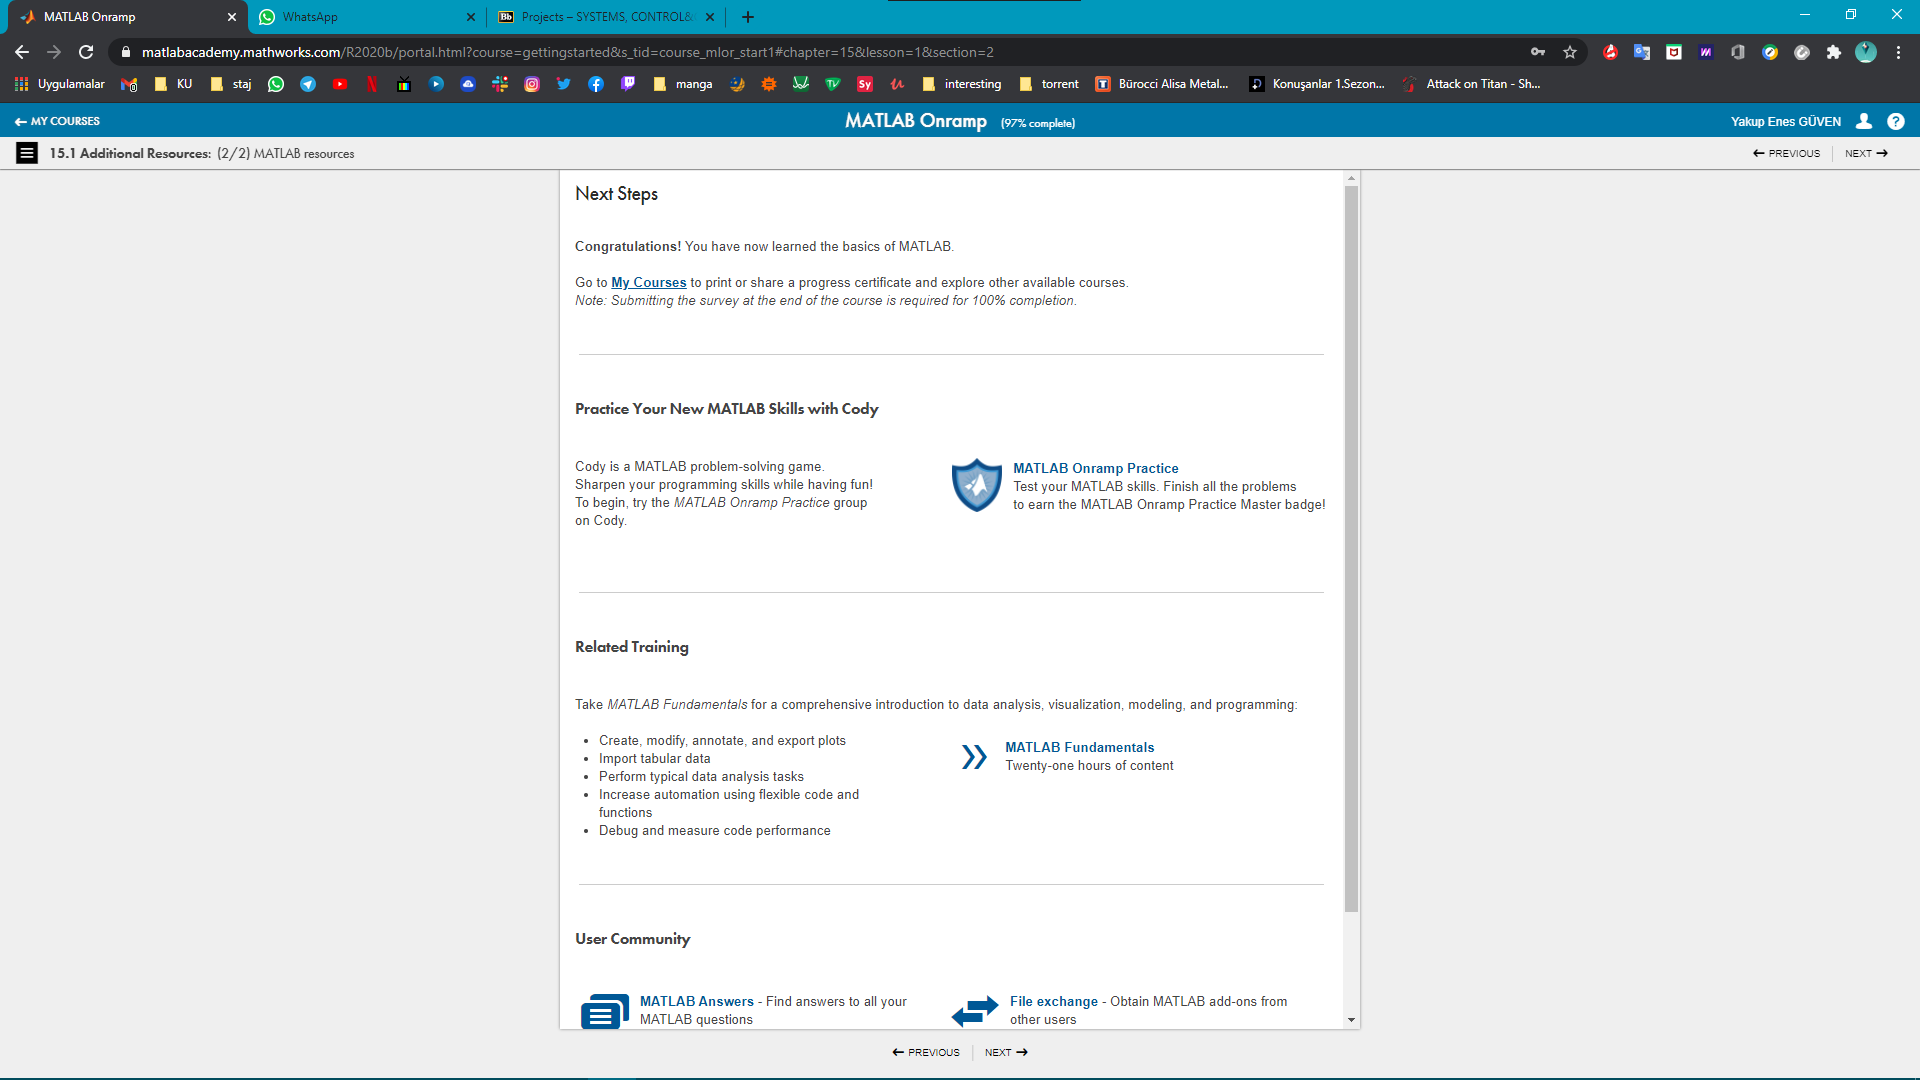 MATLAB Onramp
WhatsApp
Bb Projects – SYSTEMS, CONTROL&
matlabacademy.mathworks.com/R2020b/portal.html?course=gettingstarted&s_tid=course_mlor_start1#chapter=15&lesson=1&section=2
Uygulamalar KU staj manga Sy interesting torrent Bürocci Alisa Metal... Konuşanlar 1.Sezon... Attack on Titan - Sh...
MY COURSES
MATLAB Onramp (97% complete)
Yakup Enes GÜVEN ?
15.1 Additional Resources: (2/2) MATLAB resources
PREVIOUS NEXT
Next Steps
Congratulations! You have now learned the basics of MATLAB.
Go to My Courses to print or share a progress certificate and explore other available courses.
Note: Submitting the survey at the end of the course is required for 100% completion.
Practice Your New MATLAB Skills with Cody
Cody is a MATLAB problem-solving game.
Sharpen your programming skills while having fun!
To begin, try the MATLAB Onramp Practice group
on Cody.
MATLAB Onramp Practice
Test your MATLAB skills. Finish all the problems
to earn the MATLAB Onramp Practice Master badge!
Related Training
Take MATLAB Fundamentals for a comprehensive introduction to data analysis, visualization, modeling, and programming:
• Create, modify, annotate, and export plots
• Import tabular data
• Perform typical data analysis tasks
• Increase automation using flexible code and
functions
• Debug and measure code performance
MATLAB Fundamentals
Twenty-one hours of content
User Community
MATLAB Answers - Find answers to all your
MATLAB questions
File exchange - Obtain MATLAB add-ons from
other users
PREVIOUS NEXT